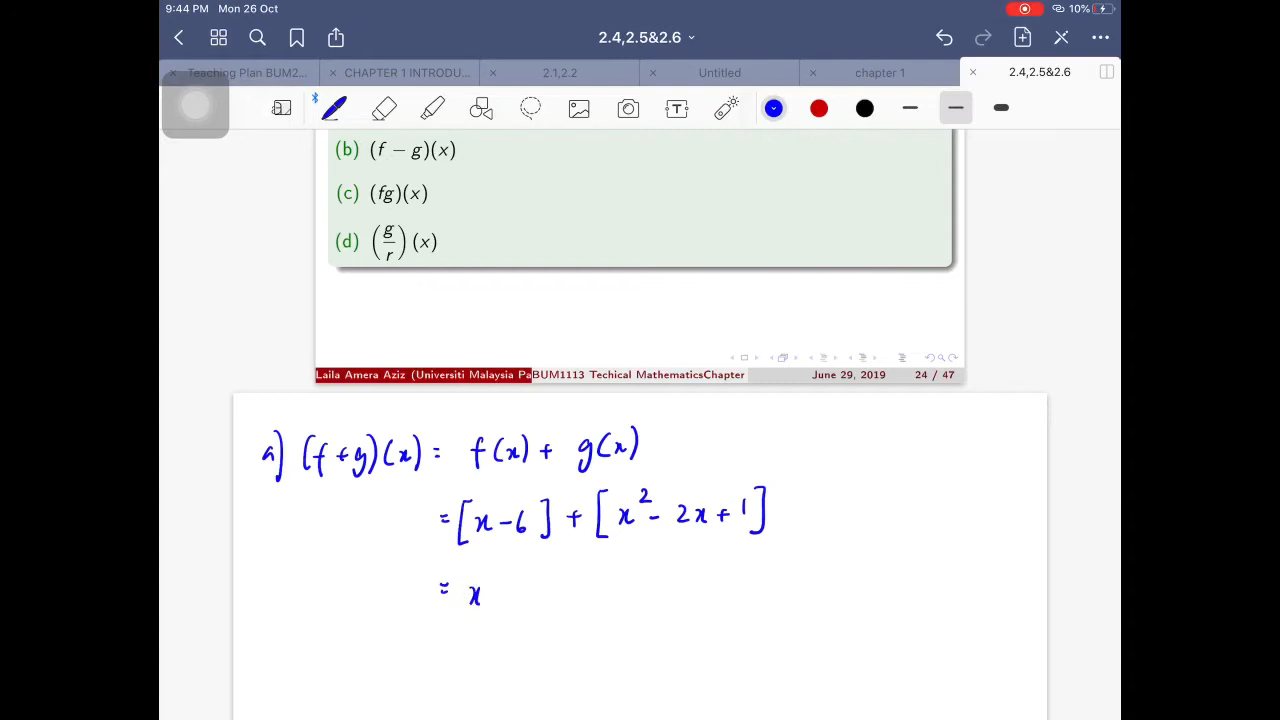 9:44 PM Mon 26 Oct
10%
2.4,2.5&2.6
Teaching Plan BUM2...
CHAPTER 1 INTRODU...
2.1,2.2
Untitled
chapter 1
2.4,2.5&2.6
(b) (f − g)(x)
(c) (fg)(x)
(d) (g/r)(x)
Laila Amera Aziz (Universiti Malaysia Pa BUM1113 Techical MathematicsChapter June 29, 2019 24 / 47
a) (f+g)(x) = f(x) + g(x)
= [x − 6] + [x² − 2x + 1]
= x